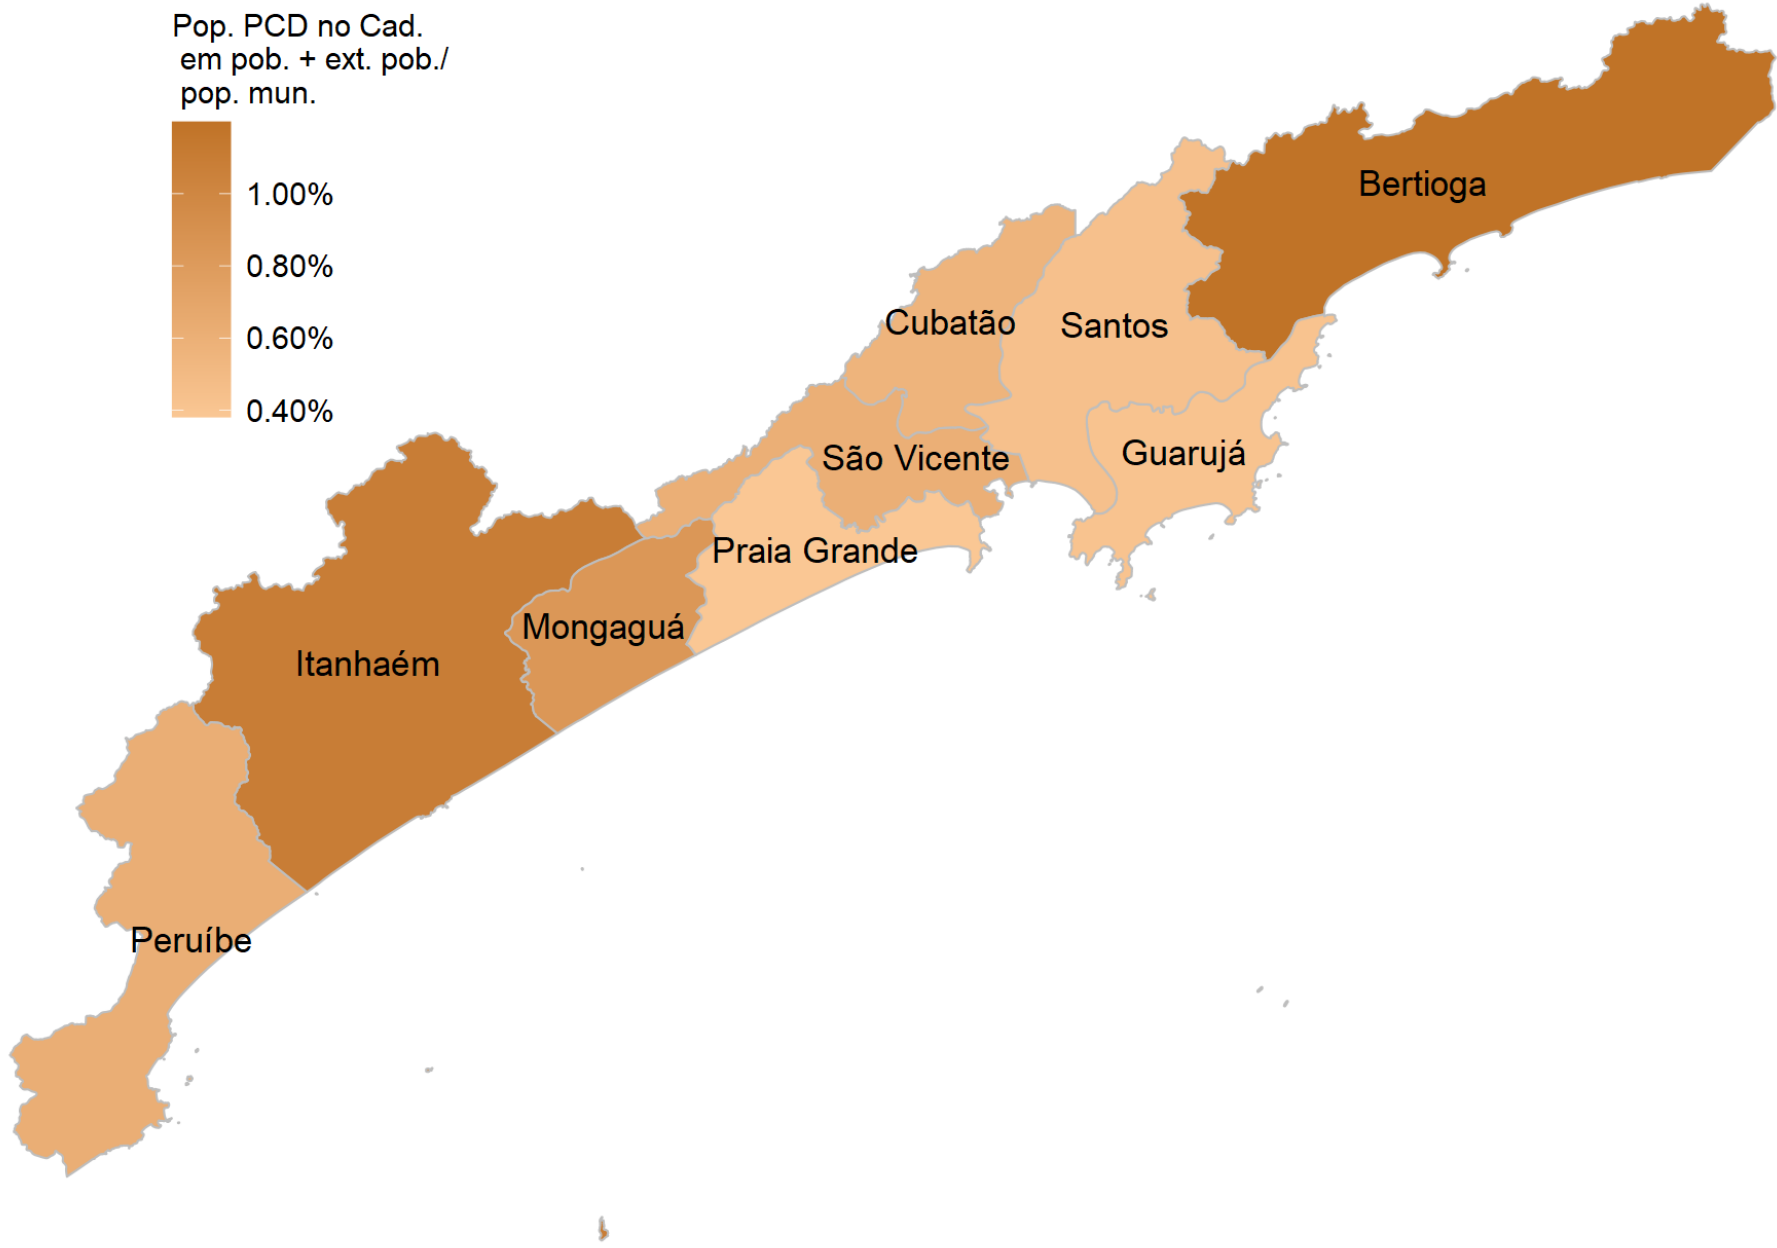 Pop. PCD no Cad.
em pob. + ext. pob./
pop. mun.
1.00%
0.80%
0.60%
0.40%
Bertioga
Cubatão
Santos
São Vicente
Guarujá
Praia Grande
Mongaguá
Itanhaém
Peruíbe